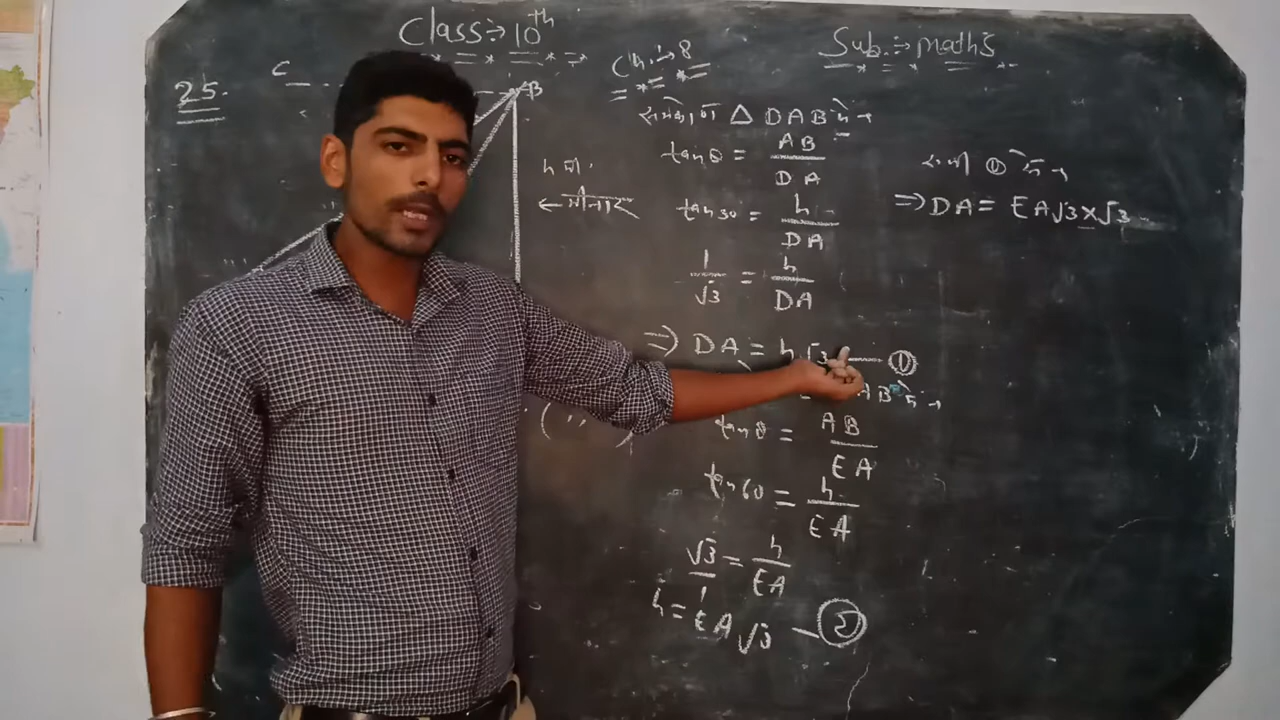 Class:- 10th
Sub.:- maths
Ch.:- 8
25.
C
B
समकोण △ DAB में→
tanθ = AB / DA
tan30 = h / DA
1/√3 = h / DA
⇒ DA = h√3 ①
AB में→
tanθ = AB / EA
tan60 = h / EA
√3/1 = h / EA
h = EA√3 — ②
h मी.
← मीनार
( " )
समी ① से→
⇒ DA = EA√3 × √3